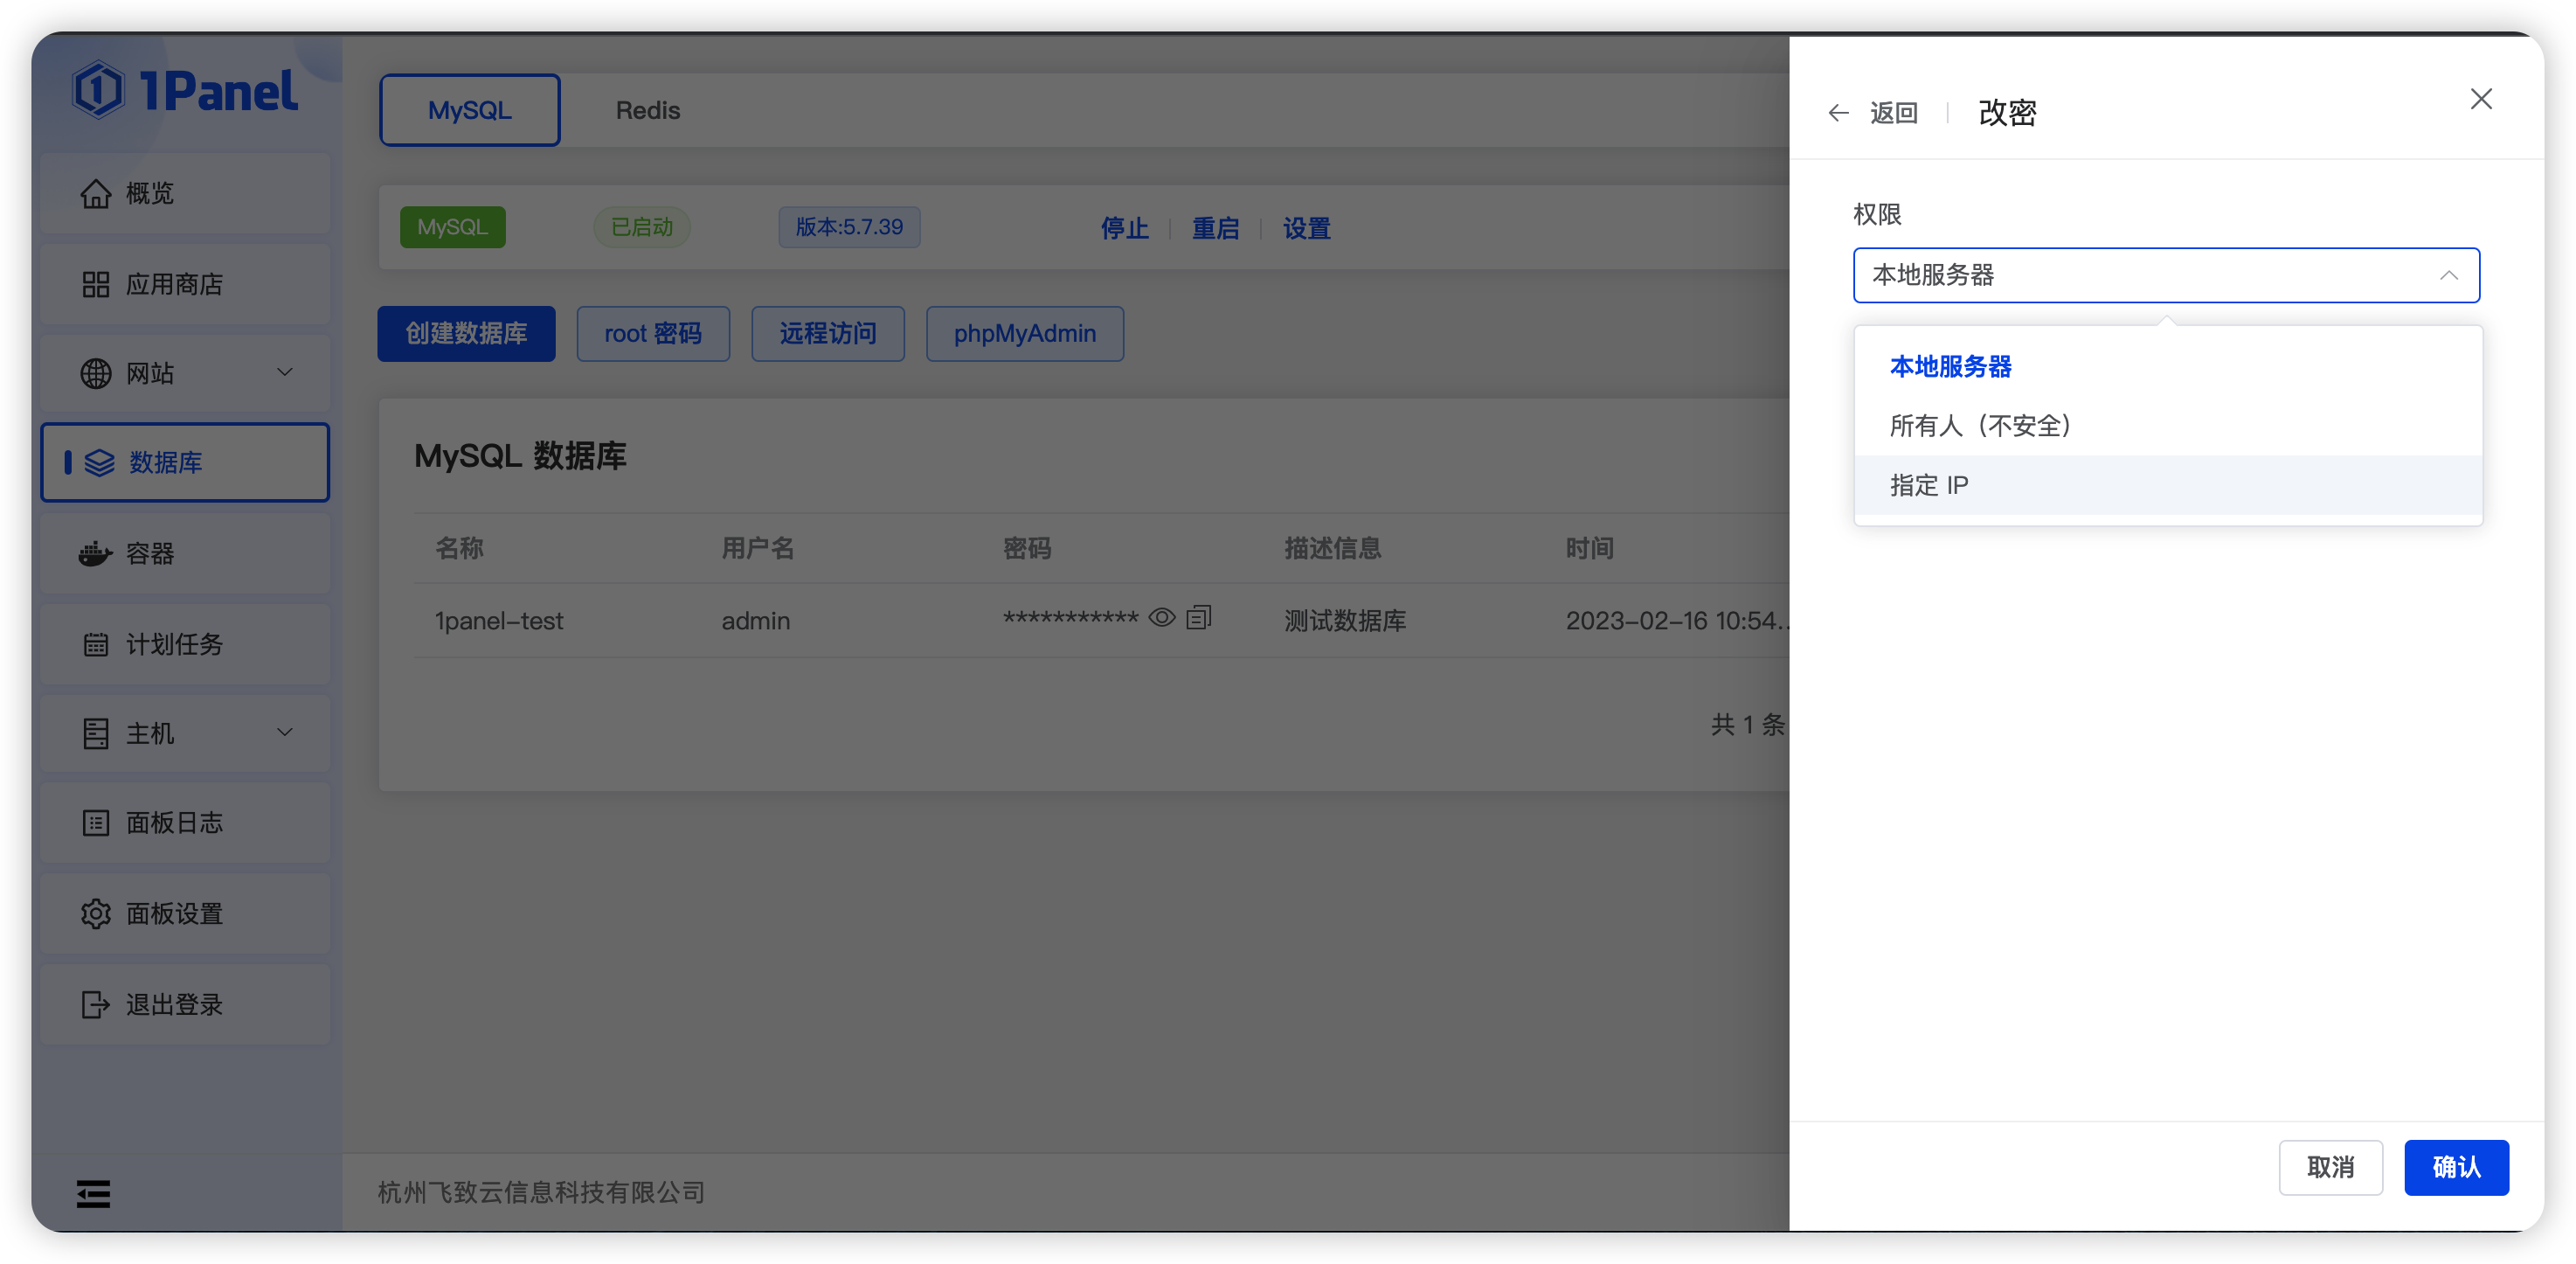 1Panel
概览
应用商店
网站
数据库
容器
计划任务
主机
面板日志
面板设置
退出登录
MySQL Redis
MySQL 已启动 版本:5.7.39 停止 重启 设置
创建数据库 root 密码 远程访问 phpMyAdmin
MySQL 数据库
名称 用户名 密码 描述信息 时间
1panel-test admin *********** 测试数据库 2023-02-16 10:54..
共 1 条
杭州飞致云信息科技有限公司
返回 改密
权限
本地服务器
本地服务器
所有人（不安全）
指定 IP
取消 确认